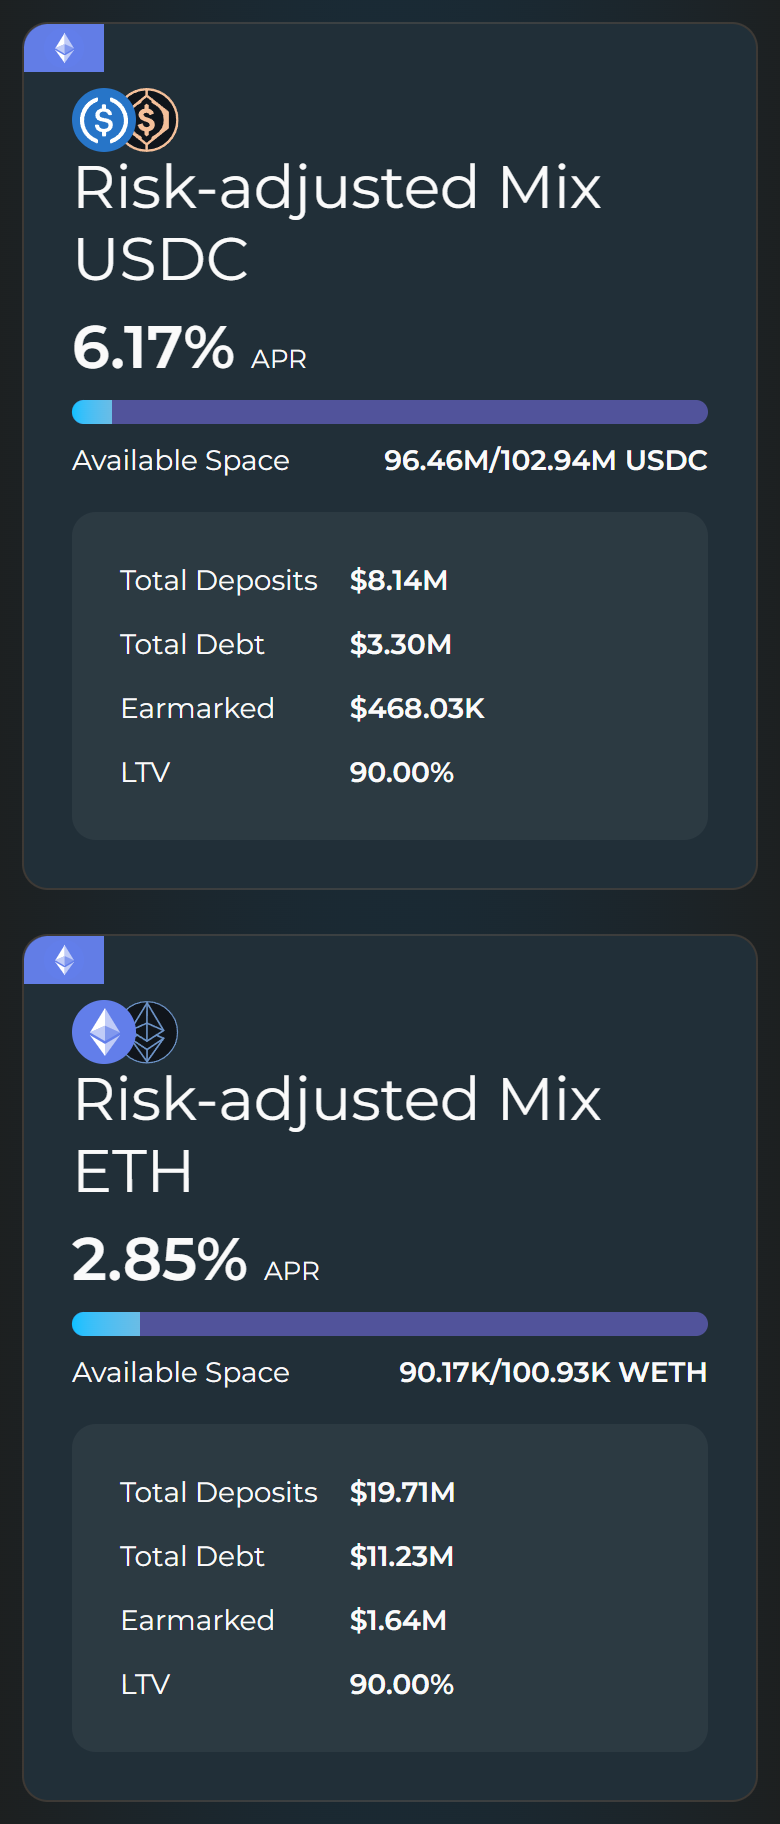 Risk-adjusted Mix
USDC
6.17% APR
Available Space 96.46M/102.94M USDC
Total Deposits $8.14M
Total Debt $3.30M
Earmarked $468.03K
LTV 90.00%
Risk-adjusted Mix
ETH
2.85% APR
Available Space 90.17K/100.93K WETH
Total Deposits $19.71M
Total Debt $11.23M
Earmarked $1.64M
LTV 90.00%